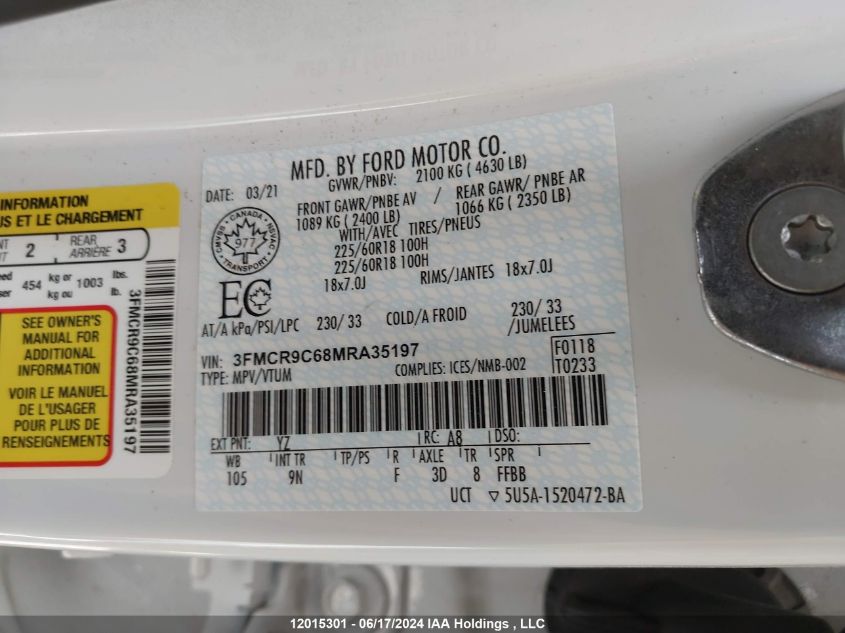 INFORMATION
US ET LE CHARGEMENT
2 REAR ARRIÈRE 3
454 kg or kg ou 1003 lbs. lb.
SEE OWNER'S
MANUAL FOR
ADDITIONAL
INFORMATION
VOIR LE MANUEL
DE L'USAGER
POUR PLUS DE
RENSEIGNEMENTS
3FMCR9C68MRA35197
MFD. BY FORD MOTOR CO.
DATE: 03/21 GVWR/PNBV: 2100 KG ( 4630 LB)
FRONT GAWR/PNBE AV / REAR GAWR/ PNBE AR
1089 KG ( 2400 LB) 1066 KG ( 2350 LB)
WITH/AVEC TIRES/PNEUS
225/60R18 100H
225/60R18 100H
18x7.0J RIMS/JANTES 18x7.0J
CMVSS · CANADA · NSVAC
977
TRANSPORT
EC
AT/A kPa/PSI/LPC 230/ 33 COLD/A FROID 230/ 33
/JUMELEES
VIN: 3FMCR9C68MRA35197 F0118
TYPE: MPV/VTUM COMPLIES: ICES/NMB-002 T0233
EXT PNT: YZ RC: A8 DSO:
WB INT TR TP/PS R AXLE TR SPR
105 9N F 3D 8 FFBB
UCT ▽ 5U5A-1520472-BA
12015301 - 06/17/2024 IAA Holdings, LLC